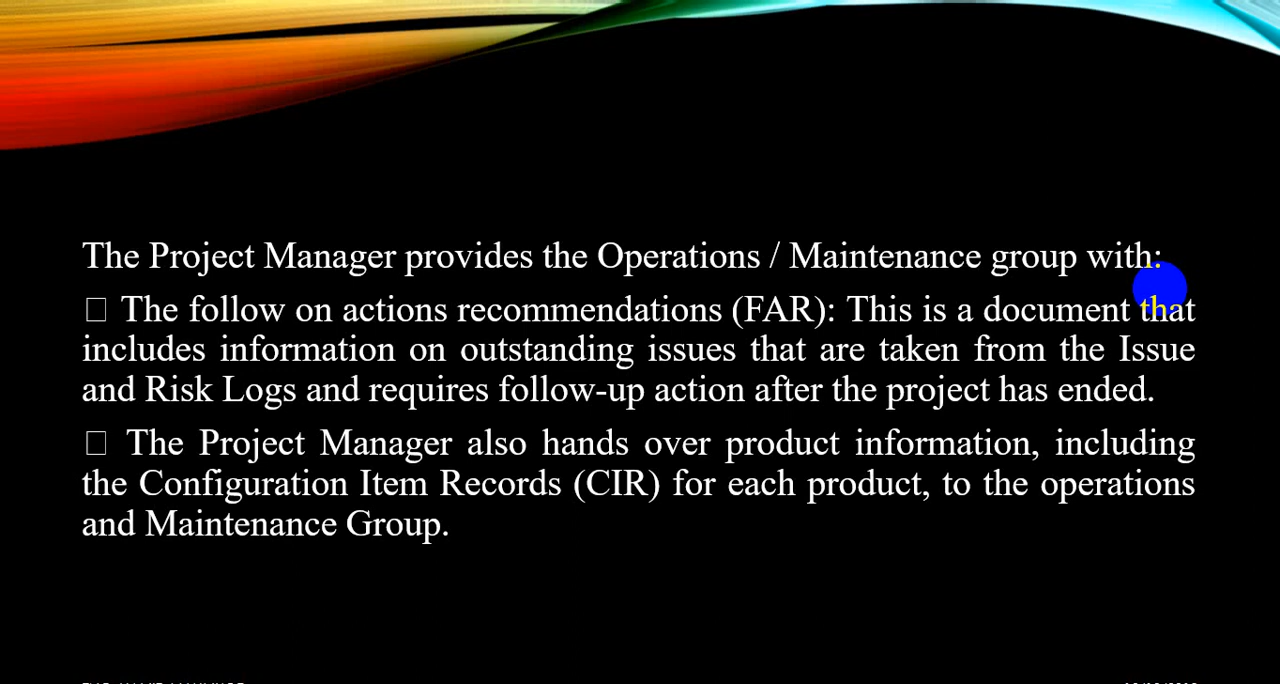 The Project Manager provides the Operations / Maintenance group with:
□ The follow on actions recommendations (FAR): This is a document that
includes information on outstanding issues that are taken from the Issue
and Risk Logs and requires follow-up action after the project has ended.
□ The Project Manager also hands over product information, including
the Configuration Item Records (CIR) for each product, to the operations
and Maintenance Group.